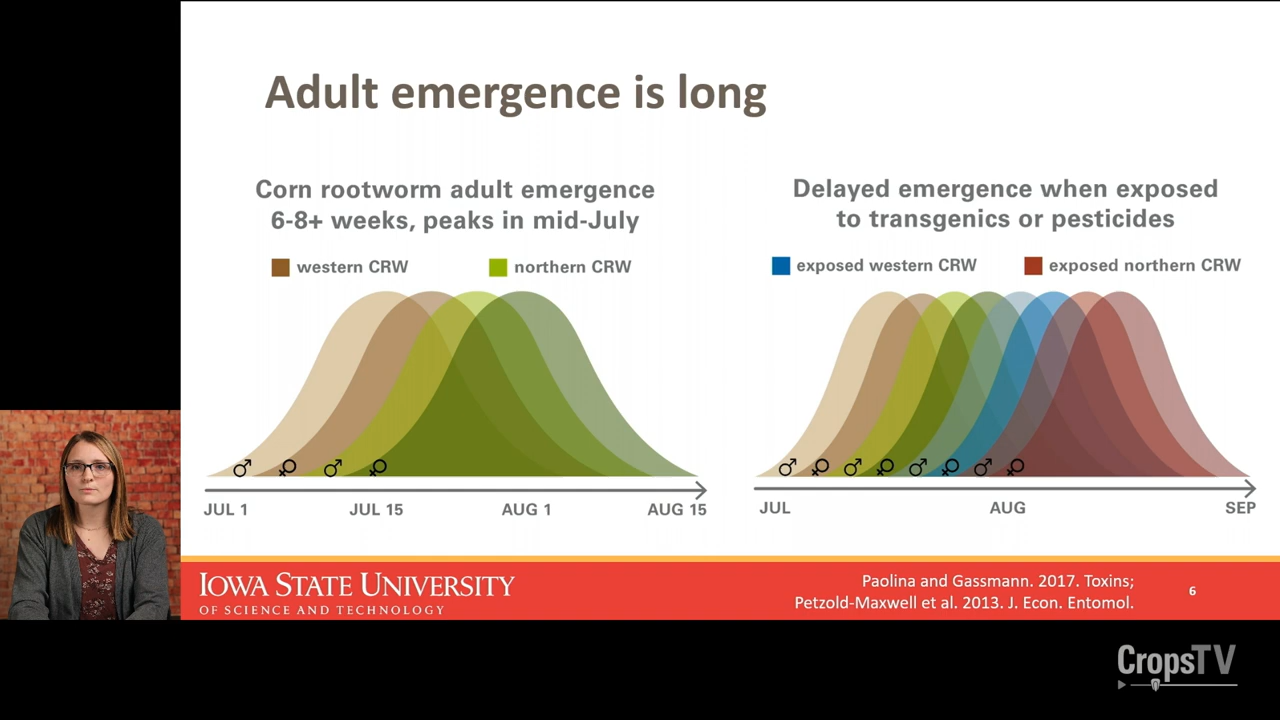 Adult emergence is long
Corn rootworm adult emergence
6-8+ weeks, peaks in mid-July
western CRW
northern CRW
JUL 1
JUL 15
AUG 1
AUG 15
Delayed emergence when exposed
to transgenics or pesticides
exposed western CRW
exposed northern CRW
JUL
AUG
SEP
IOWA STATE UNIVERSITY
OF SCIENCE AND TECHNOLOGY
Paolina and Gassmann. 2017. Toxins;
Petzold-Maxwell et al. 2013. J. Econ. Entomol.
6
CropsTV